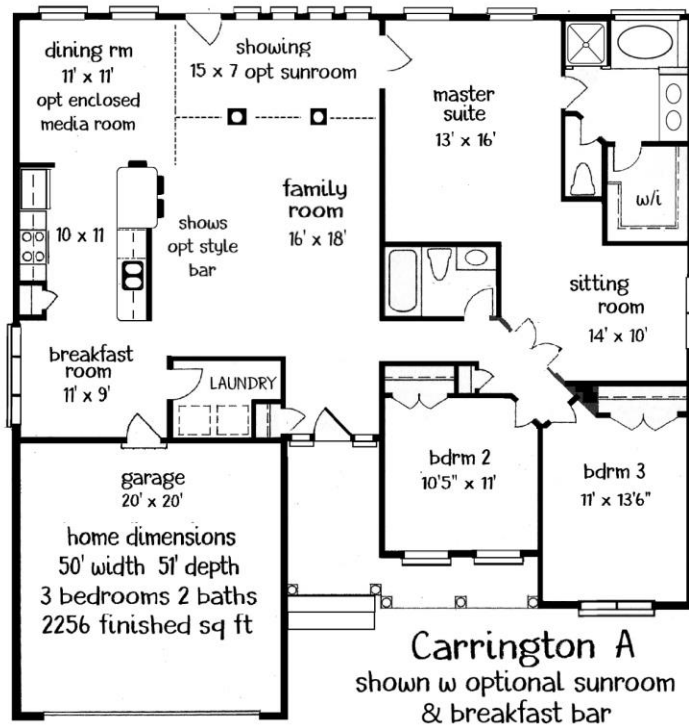 dining rm
11' x 11'
opt enclosed
media room
showing
15 x 7 opt sunroom
master
suite
13' x 16'
w/i
10 x 11
shows
opt style
bar
family
room
16' x 18'
sitting
room
14' x 10'
breakfast
room
11' x 9'
LAUNDRY
bdrm 2
10'5" x 11'
bdrm 3
11' x 13'6"
garage
20' x 20'
home dimensions
50' width 51' depth
3 bedrooms 2 baths
2256 finished sq ft
Carrington A
shown w optional sunroom
& breakfast bar